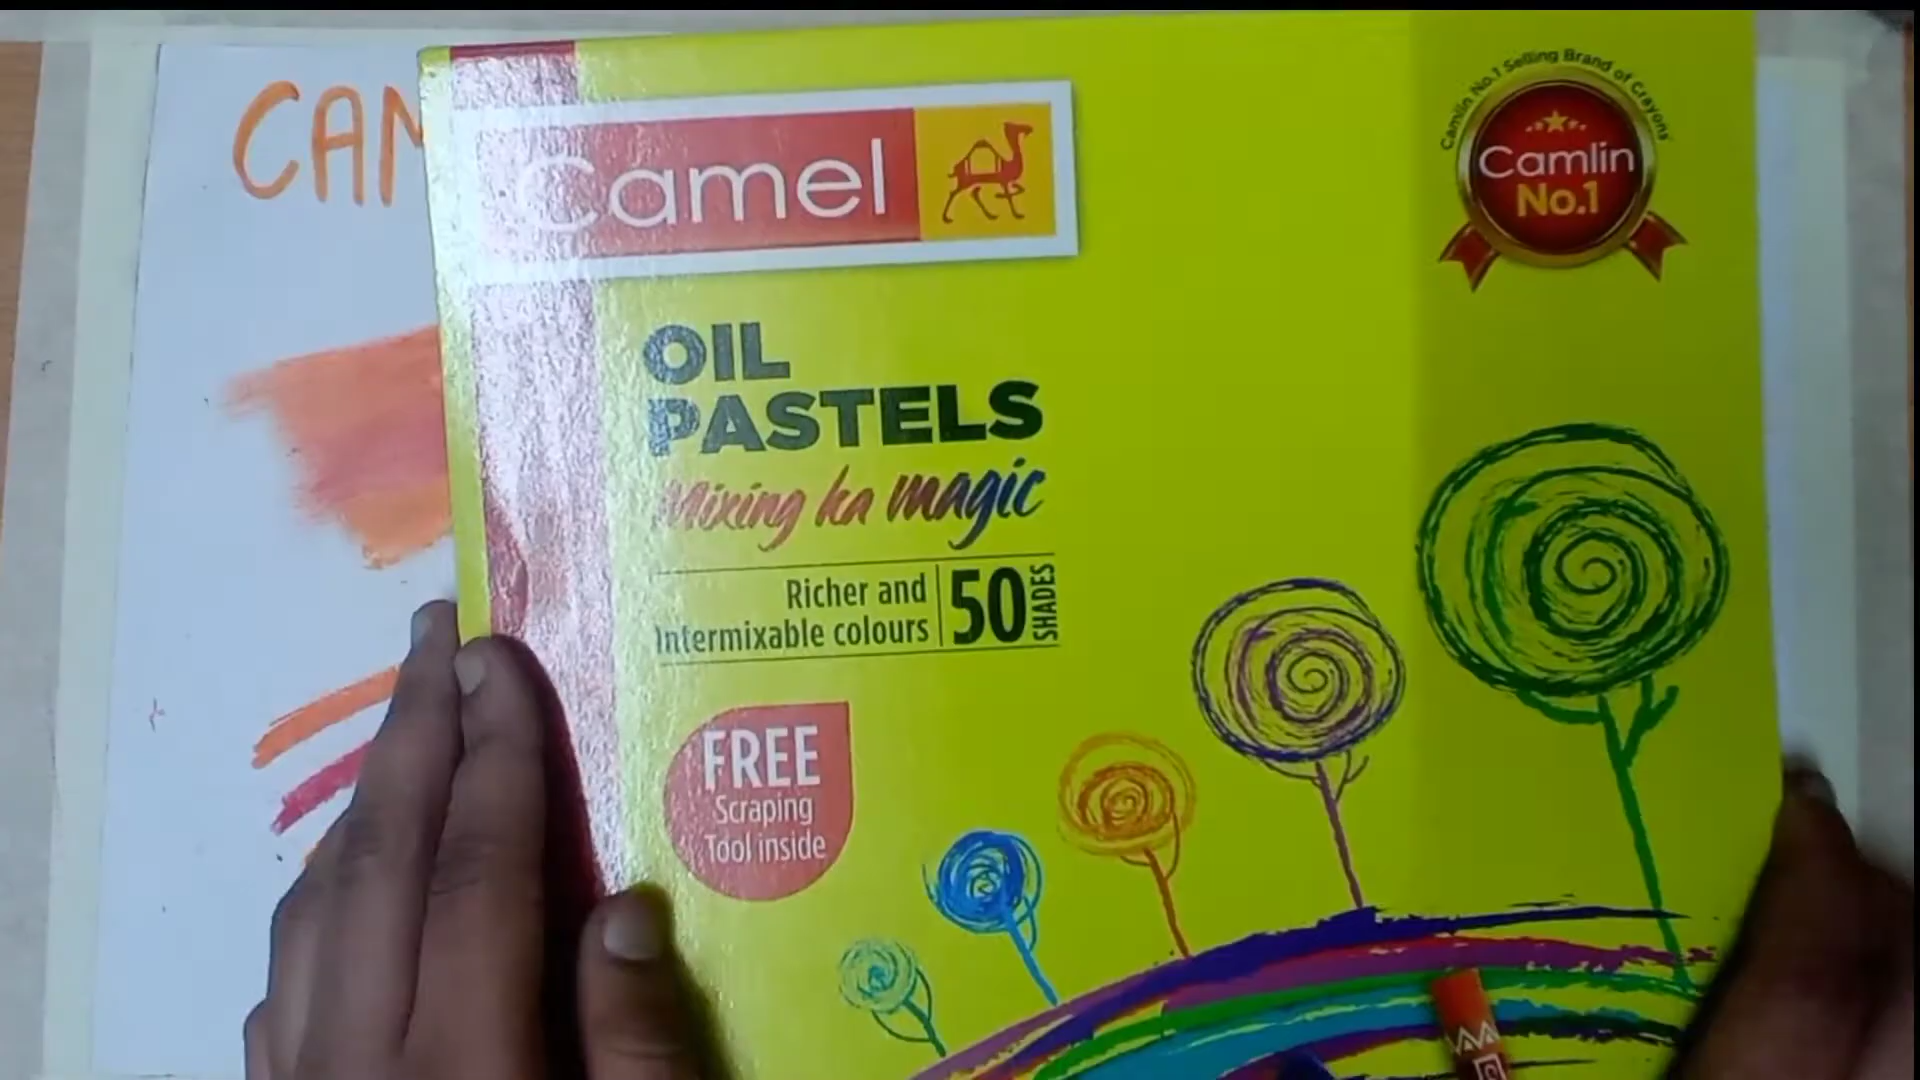 CAM
Camel
Camlin No.1 Selling Brand of Crayons
Camlin
No.1
OIL
PASTELS
Mixing ka magic
Richer and
Intermixable colours
50
SHADES
FREE
Scraping
Tool inside